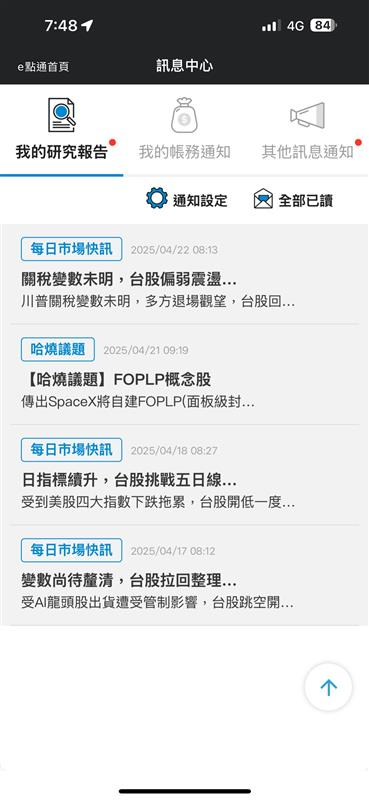 7:48
4G 84
e點通首頁
訊息中心
我的研究報告
我的帳務通知
其他訊息通知
通知設定
全部已讀
每日市場快訊 2025/04/22 08:13
關稅變數未明，台股偏弱震盪...
川普關稅變數未明，多方退場觀望，台股回...
哈燒議題 2025/04/21 09:19
【哈燒議題】FOPLP概念股
傳出SpaceX將自建FOPLP(面板級封...
每日市場快訊 2025/04/18 08:27
日指標續升，台股挑戰五日線...
受到美股四大指數下跌拖累，台股開低一度...
每日市場快訊 2025/04/17 08:12
變數尚待釐清，台股拉回整理...
受AI龍頭股出貨遭受管制影響，台股跳空開...